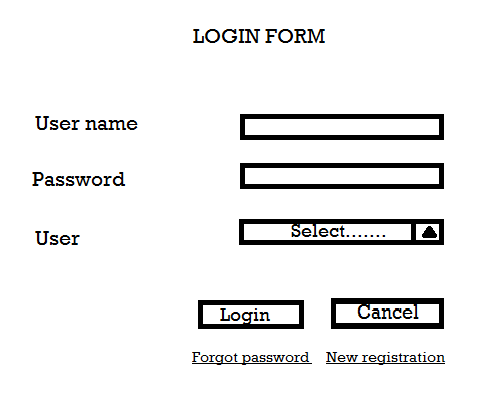 LOGIN FORM
User name
Password
User Select.......
Login Cancel
Forgot password New registration